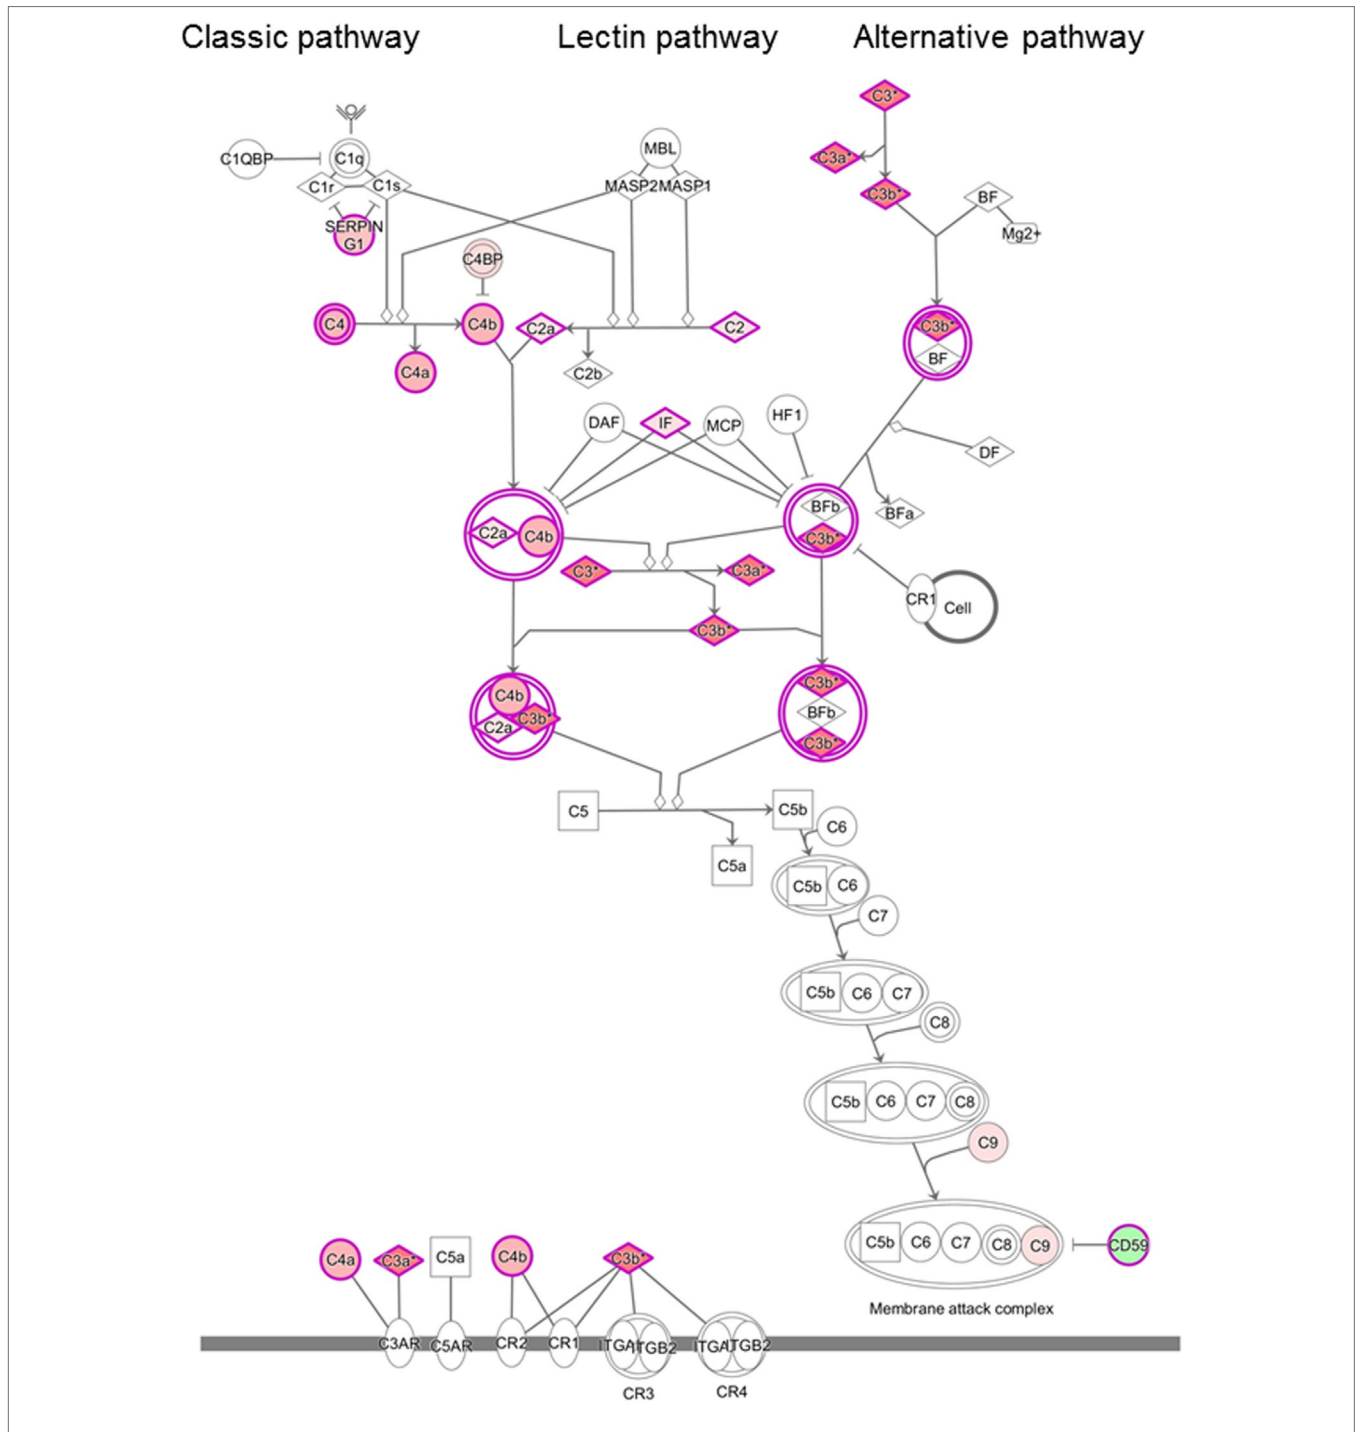 Classic pathway Lectin pathway Alternative pathway
C3*
C1QBP C1q MBL C3a*
C1r C1s MASP2 MASP1 C3b* BF
SERPIN
G1
Mg2+
C4BP
C4 C4b C2a C2 C3b*
BF
C4a C2b
DAF IF MCP HF1
DF
BFb BFa
C2a C4b C3b*
C3* C3a*
CR1 Cell
C3b*
C4b C3b*
C2a C3b* BFb
C3b*
C5 C5b C6
C5a
C5b C6
C7
C5b C6 C7
C8
C5b C6 C7 C8
C9
C5b C6 C7 C8 C9 CD59
C4a C3a* C5a C4b C3b*
Membrane attack complex
C3AR C5AR CR2 CR1 ITGB2 ITGB2
CR3 CR4